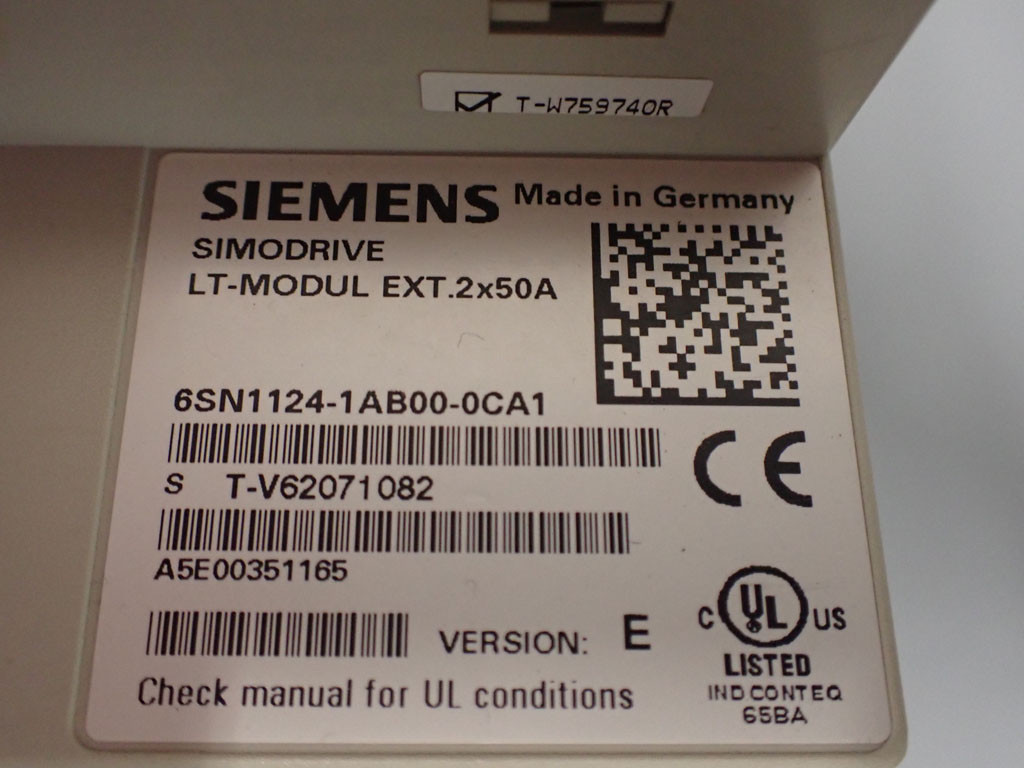 T-W759740R
SIEMENS Made in Germany
SIMODRIVE
LT-MODUL EXT.2x50A
6SN1124-1AB00-0CA1
S T-V62071082
A5E00351165
VERSION: E
Check manual for UL conditions
CE
C UL US
LISTED
IND CONT EQ
65BA